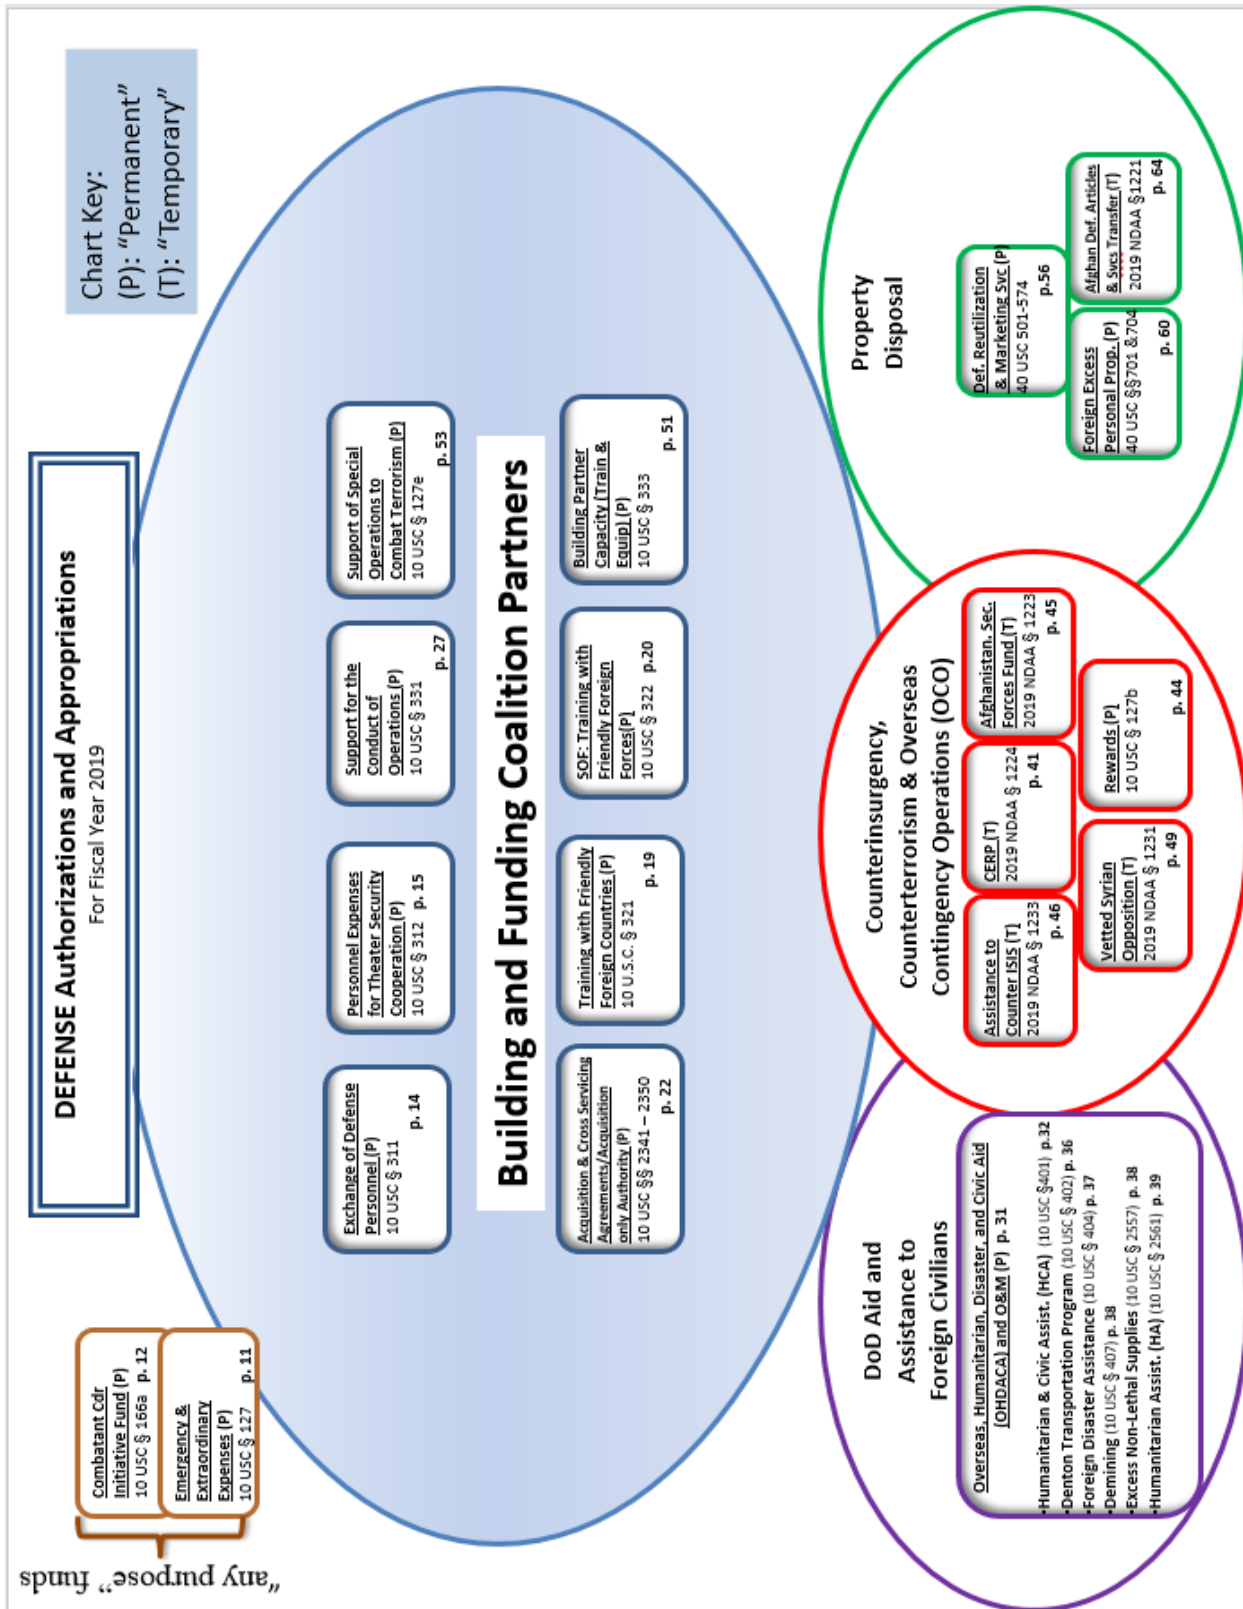 DEFENSE Authorizations and Appropriations
For Fiscal Year 2019
Chart Key:
(P): “Permanent”
(T): “Temporary”
“any purpose” funds
Combatant Cdr
Initiative Fund (P)
10 USC § 166a p. 12
Emergency &
Extraordinary
Expenses (P)
10 USC § 127 p. 11
Exchange of Defense
Personnel (P)
10 USC § 311
p. 14
Personnel Expenses
for Theater Security
Cooperation (P)
10 USC § 312 p. 15
Support for the
Conduct of
Operations (P)
10 USC § 331
p. 27
Support of Special
Operations to
Combat Terrorism (P)
10 USC § 127e
p. 53
Building and Funding Coalition Partners
Acquisition & Cross Servicing
Agreements/Acquisition
only Authority (P)
10 USC §§ 2341 – 2350
p. 22
Training with Friendly
Foreign Countries (P)
10 U.S.C. § 321
p. 19
SOF: Training with
Friendly Foreign
Forces(P)
10 USC § 322 p.20
Building Partner
Capacity (Train &
Equip) (P)
10 USC § 333
p. 51
DoD Aid and
Assistance to
Foreign Civilians
Overseas, Humanitarian, Disaster, and Civic Aid
(OHDACA) and O&M (P) p. 31
•Humanitarian & Civic Assist. (HCA) (10 USC §401) p.32
•Denton Transportation Program (10 USC § 402) p. 36
•Foreign Disaster Assistance (10 USC § 404) p. 37
•Demining (10 USC § 407) p. 38
•Excess Non-Lethal Supplies (10 USC § 2557) p. 38
•Humanitarian Assist. (HA) (10 USC § 2561) p. 39
Counterinsurgency,
Counterterrorism & Overseas
Contingency Operations (OCO)
Assistance to
Counter ISIS (T)
2019 NDAA § 1233
p. 46
CERP (T)
2019 NDAA § 1224
p. 41
Afghanistan. Sec.
Forces Fund (T)
2019 NDAA § 1223
p. 45
Vetted Syrian
Opposition (T)
2019 NDAA § 1231
p. 49
Rewards (P)
10 USC § 127b
p. 44
Property
Disposal
Def. Reutilization
& Marketing Svc (P)
40 USC 501-574
p.56
Foreign Excess
Personal Prop. (P)
40 USC §§701 &704
p. 60
Afghan Def. Articles
& Svcs Transfer (T)
2019 NDAA §1221
p. 64